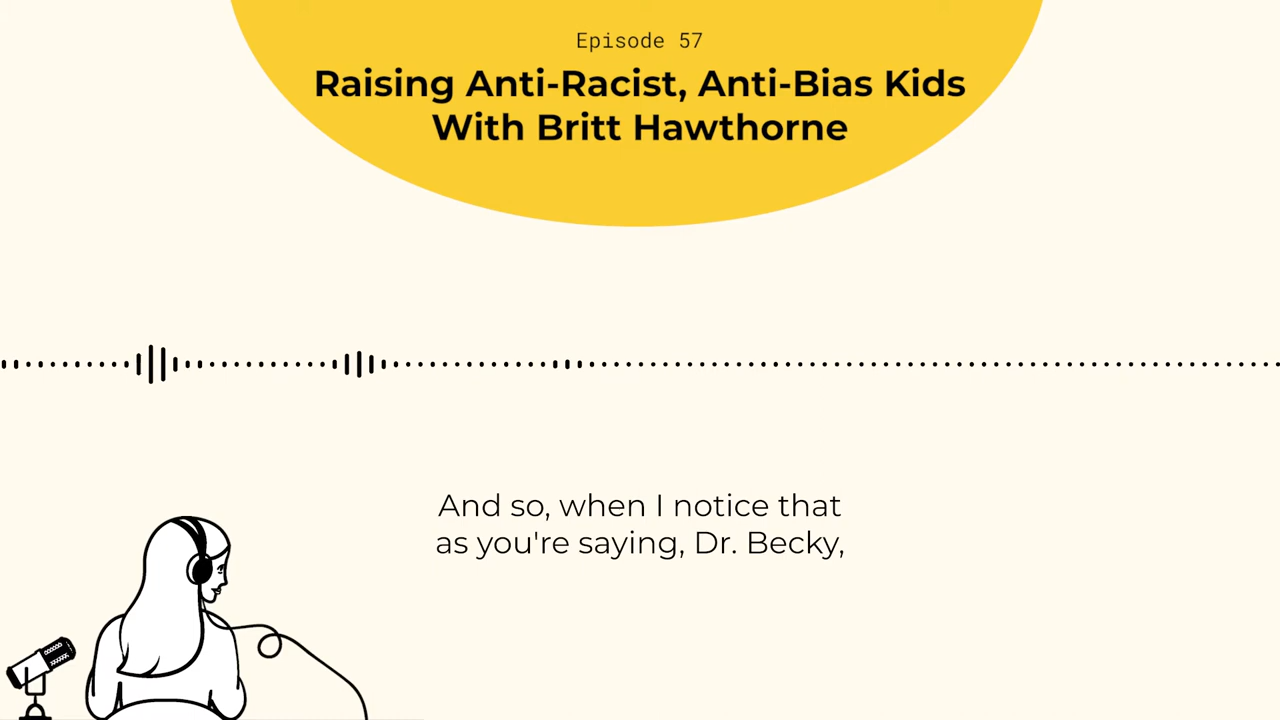 Episode 57
Raising Anti-Racist, Anti-Bias Kids
With Britt Hawthorne
And so, when I notice that
as you're saying, Dr. Becky,